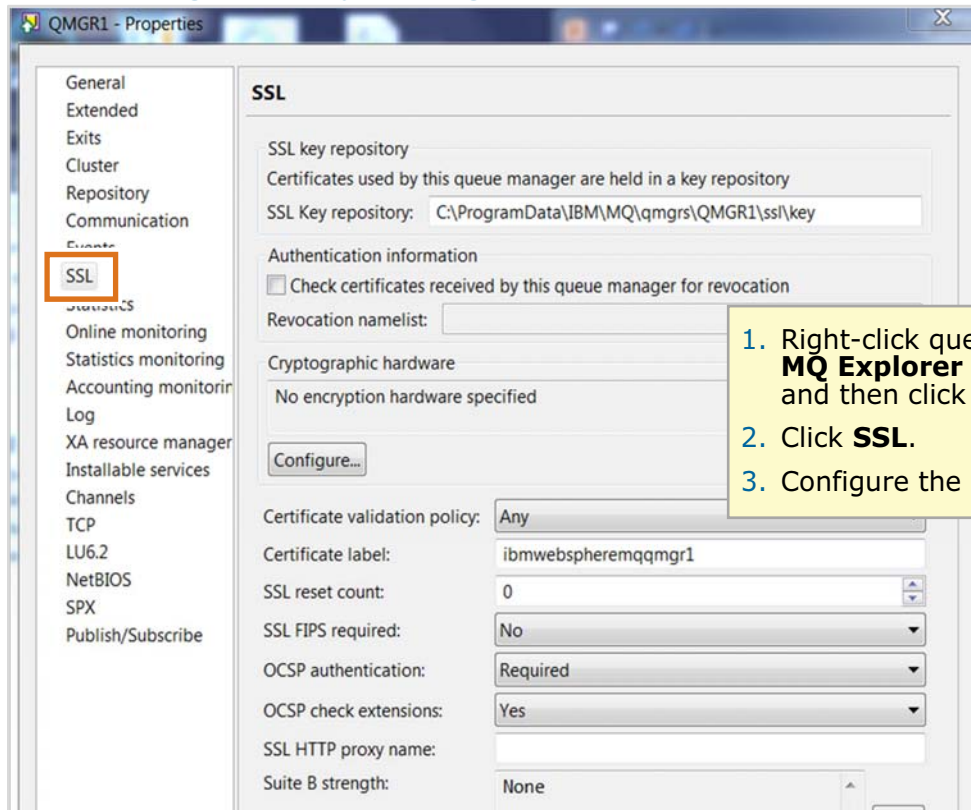 QMGR1 - Properties
General
Extended
Exits
Cluster
Repository
Communication
Events
SSL
Statistics
Online monitoring
Statistics monitoring
Accounting monitorin
Log
XA resource manager
Installable services
Channels
TCP
LU6.2
NetBIOS
SPX
Publish/Subscribe
SSL
SSL key repository
Certificates used by this queue manager are held in a key repository
SSL Key repository: C:\ProgramData\IBM\MQ\qmgrs\QMGR1\ssl\key
Authentication information
Check certificates received by this queue manager for revocation
Revocation namelist:
Cryptographic hardware
No encryption hardware specified
Configure...
Certificate validation policy: Any
Certificate label: ibmwebspheremqqmgr1
SSL reset count: 0
SSL FIPS required: No
OCSP authentication: Required
OCSP check extensions: Yes
SSL HTTP proxy name:
Suite B strength: None
1. Right-click que
MQ Explorer
and then click
2. Click SSL.
3. Configure the